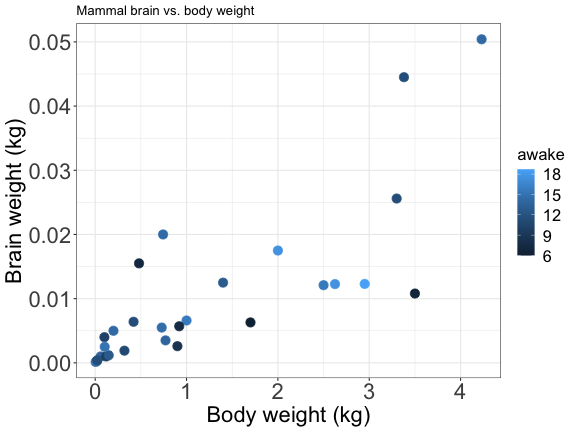 Mammal brain vs. body weight
Brain weight (kg)
0.05
0.04
0.03
0.02
0.01
0.00
0 1 2 3 4
Body weight (kg)
awake
18
15
12
9
6